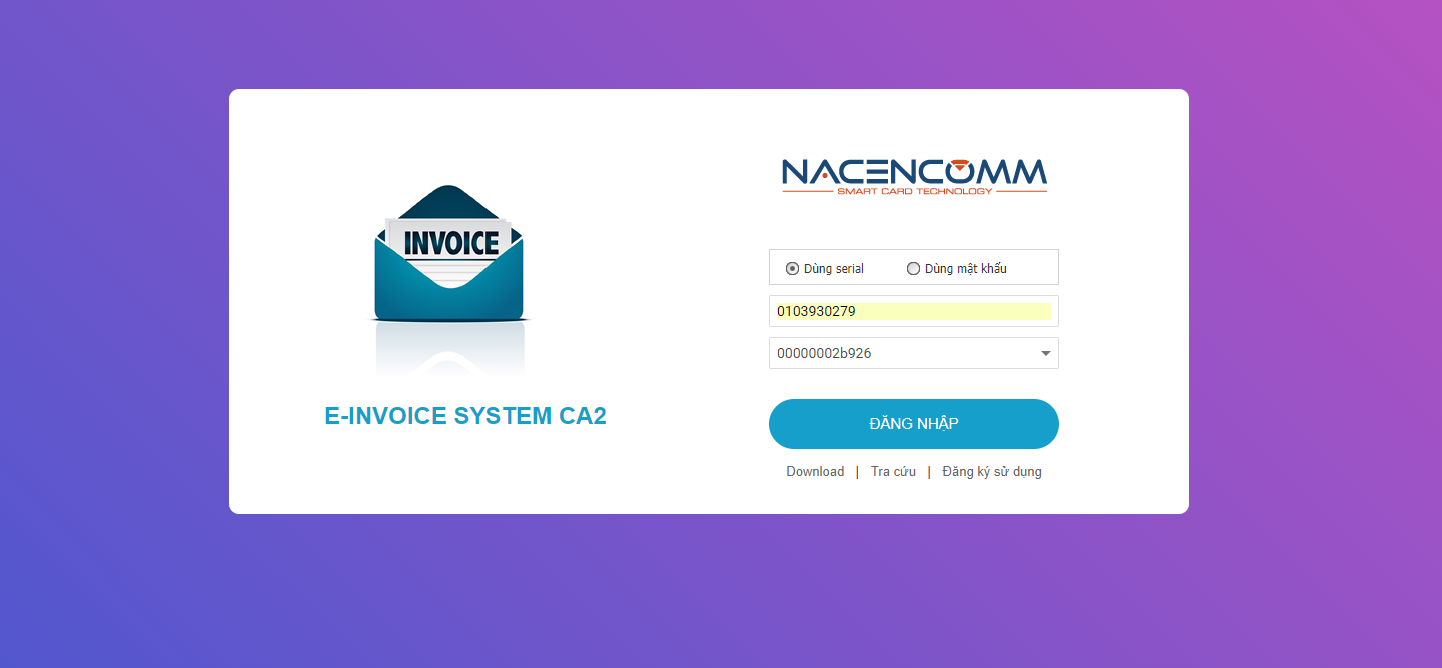 INVOICE
E-INVOICE SYSTEM CA2
NACENCOMM
SMART CARD TECHNOLOGY
Dùng serial Dùng mật khẩu
0103930279
00000002b926
ĐĂNG NHẬP
Download | Tra cứu | Đăng ký sử dụng